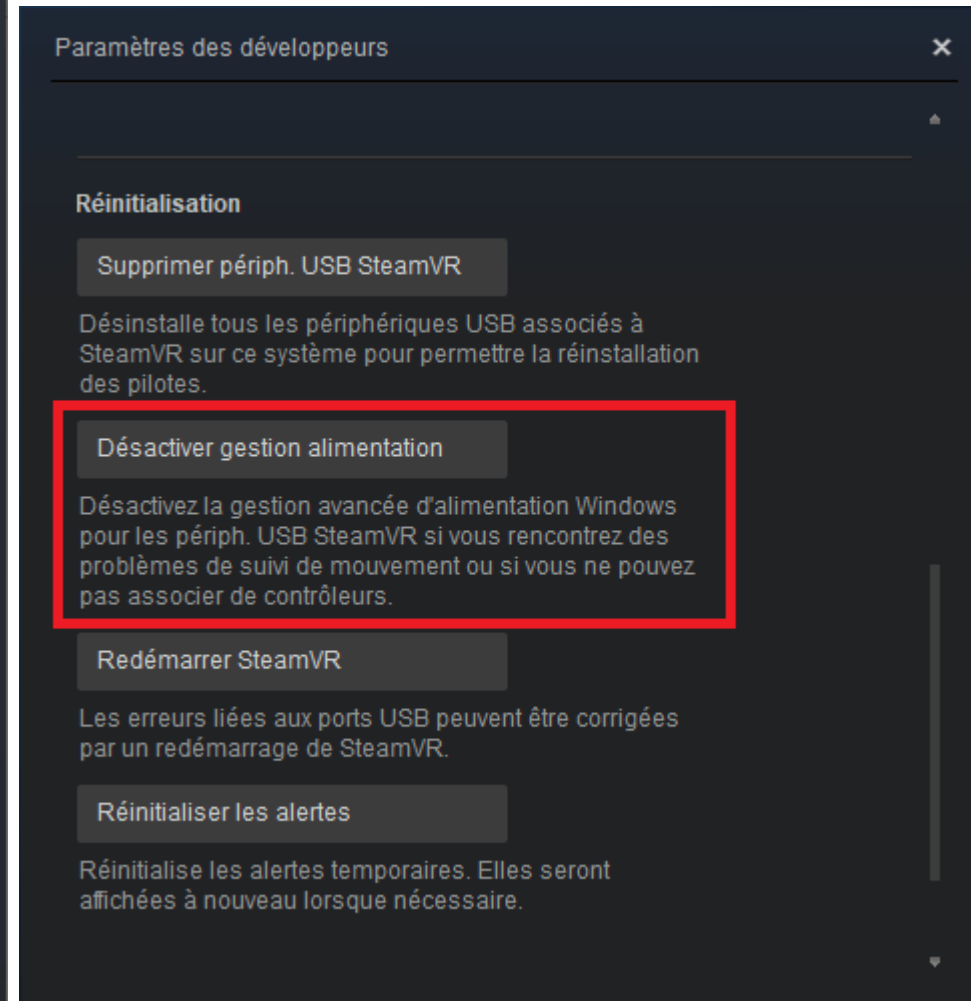 Paramètres des développeurs
Réinitialisation
Supprimer périph. USB SteamVR
Désinstalle tous les périphériques USB associés à
SteamVR sur ce système pour permettre la réinstallation
des pilotes.
Désactiver gestion alimentation
Désactivez la gestion avancée d'alimentation Windows
pour les périph. USB SteamVR si vous rencontrez des
problèmes de suivi de mouvement ou si vous ne pouvez
pas associer de contrôleurs.
Redémarrer SteamVR
Les erreurs liées aux ports USB peuvent être corrigées
par un redémarrage de SteamVR.
Réinitialiser les alertes
Réinitialise les alertes temporaires. Elles seront
affichées à nouveau lorsque nécessaire.